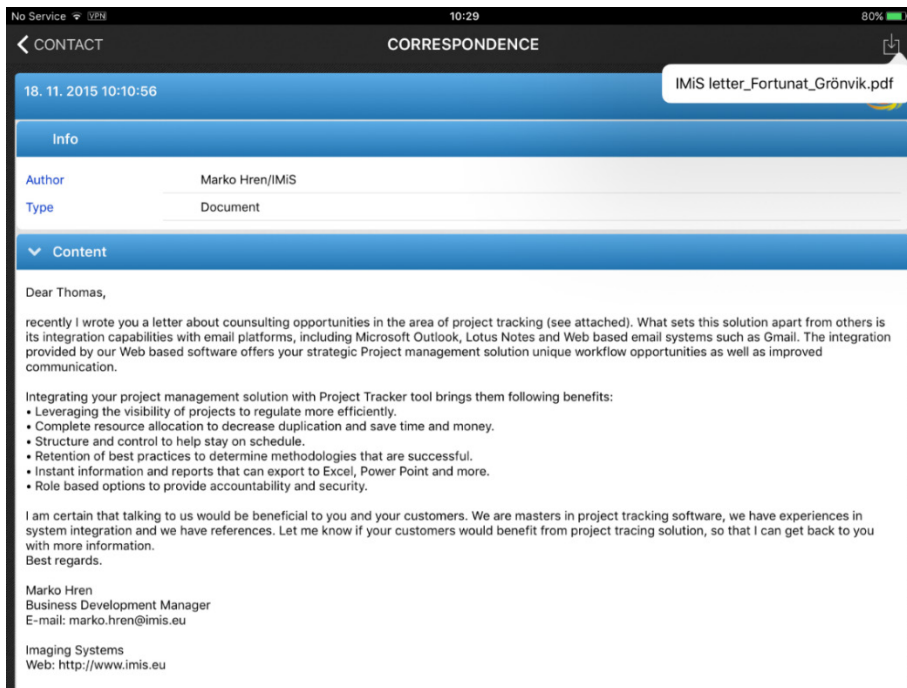 No Service VPN 10:29 80%
CONTACT CORRESPONDENCE
IMiS letter_Fortunat_Grönvik.pdf
18. 11. 2015 10:10:56
Info
Author Marko Hren/IMiS
Type Document
Content
Dear Thomas,
recently I wrote you a letter about counsulting opportunities in the area of project tracking (see attached). What sets this solution apart from others is
its integration capabilities with email platforms, including Microsoft Outlook, Lotus Notes and Web based email systems such as Gmail. The integration
provided by our Web based software offers your strategic Project management solution unique workflow opportunities as well as improved
communication.
Integrating your project management solution with Project Tracker tool brings them following benefits:
• Leveraging the visibility of projects to regulate more efficiently.
• Complete resource allocation to decrease duplication and save time and money.
• Structure and control to help stay on schedule.
• Retention of best practices to determine methodologies that are successful.
• Instant information and reports that can export to Excel, Power Point and more.
• Role based options to provide accountability and security.
I am certain that talking to us would be beneficial to you and your customers. We are masters in project tracking software, we have experiences in
system integration and we have references. Let me know if your customers would benefit from project tracing solution, so that I can get back to you
with more information.
Best regards.
Marko Hren
Business Development Manager
E-mail: marko.hren@imis.eu
Imaging Systems
Web: http://www.imis.eu